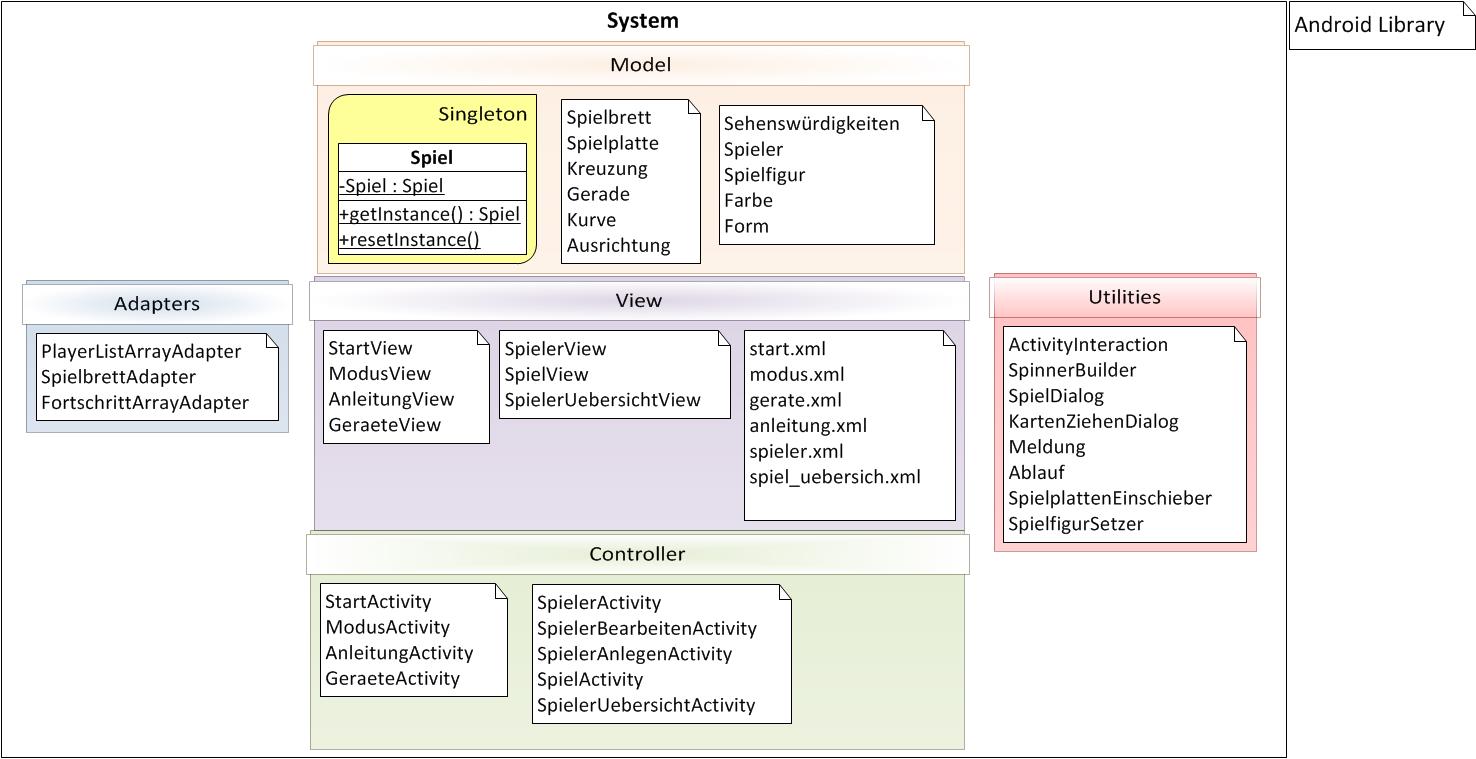 System
Android Library
Model
Singleton
Spiel
-Spiel : Spiel
+getInstance() : Spiel
+resetInstance()
Spielbrett
Spielplatte
Kreuzung
Gerade
Kurve
Ausrichtung
Sehenswürdigkeiten
Spieler
Spielfigur
Farbe
Form
Adapters
PlayerListArrayAdapter
SpielbrettAdapter
FortschrittArrayAdapter
View
StartView
ModusView
AnleitungView
GeraeteView
SpielerView
SpielView
SpielerUebersichtView
start.xml
modus.xml
gerate.xml
anleitung.xml
spieler.xml
spiel_uebersich.xml
Utilities
ActivityInteraction
SpinnerBuilder
SpielDialog
KartenZiehenDialog
Meldung
Ablauf
SpielplattenEinschieber
SpielfigurSetzer
Controller
StartActivity
ModusActivity
AnleitungActivity
GeraeteActivity
SpielerActivity
SpielerBearbeitenActivity
SpielerAnlegenActivity
SpielActivity
SpielerUebersichtActivity